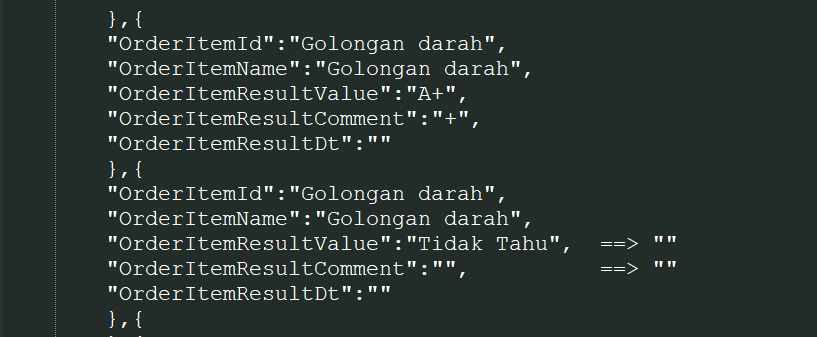 },{
"OrderItemId":"Golongan darah",
"OrderItemName":"Golongan darah",
"OrderItemResultValue":"A+",
"OrderItemResultComment":"+",
"OrderItemResultDt":""
},{
"OrderItemId":"Golongan darah",
"OrderItemName":"Golongan darah",
"OrderItemResultValue":"Tidak Tahu",  ==> ""
"OrderItemResultComment":"",          ==> ""
"OrderItemResultDt":""
},{